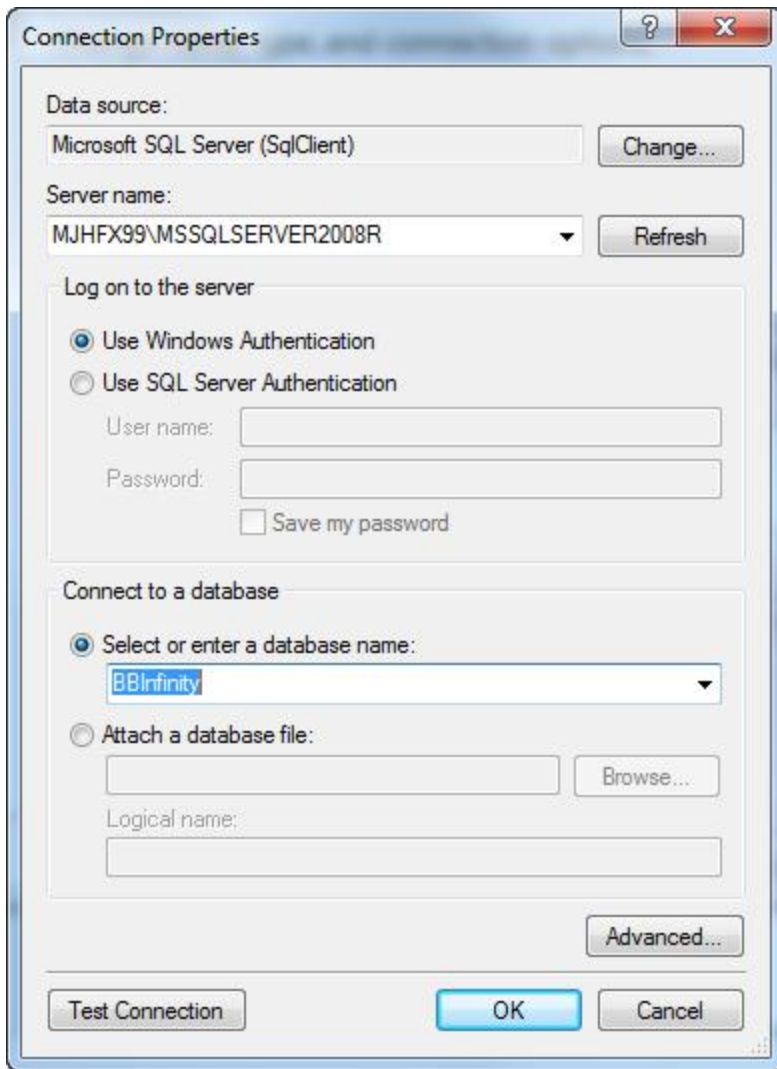 Connection Properties
Data source:
Microsoft SQL Server (SqlClient)
Change...
Server name:
MJHFX99\MSSQLSERVER2008R
Refresh
Log on to the server
Use Windows Authentication
Use SQL Server Authentication
User name:
Password:
Save my password
Connect to a database
Select or enter a database name:
BBInfinity
Attach a database file:
Browse...
Logical name:
Advanced...
Test Connection
OK
Cancel